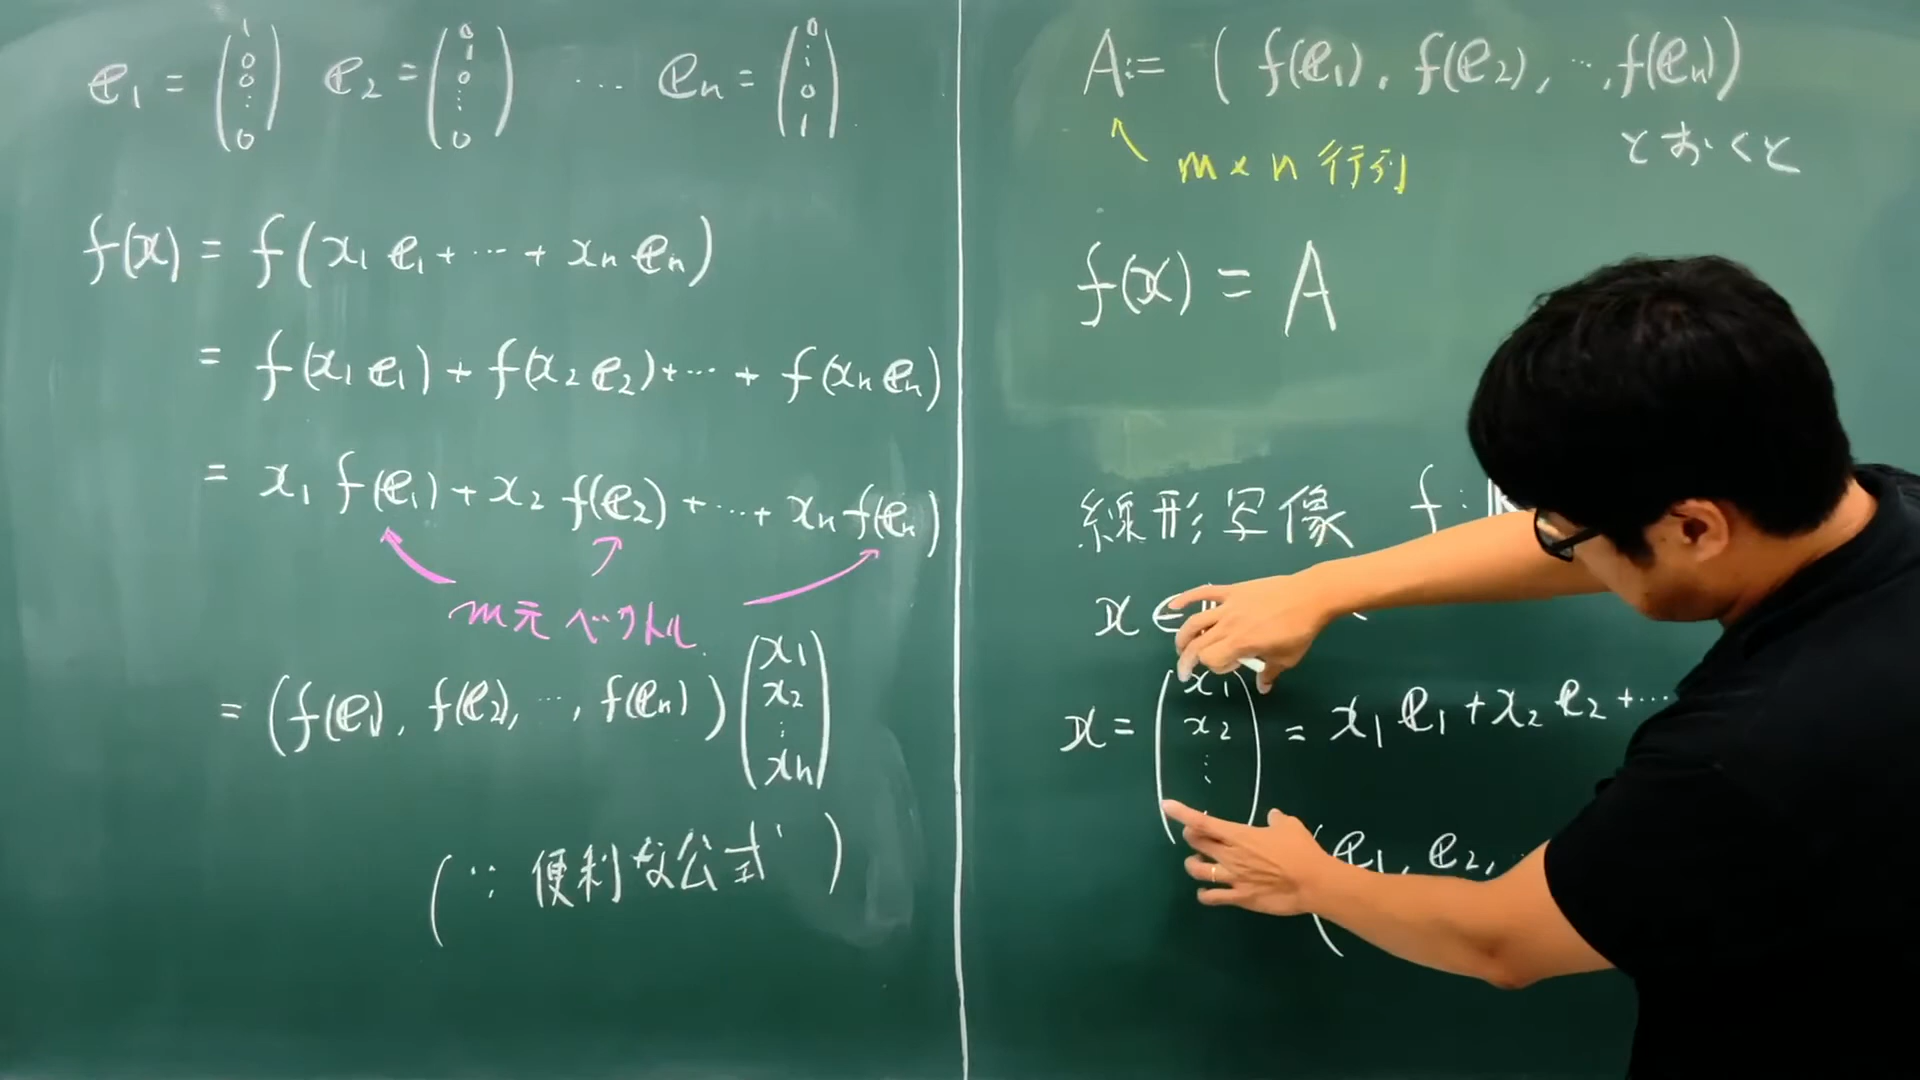 e₁ = (1 0 0 ⋮ 0) e₂ = (0 1 0 ⋮ 0) ⋯ eₙ = (0 ⋮ 0 1)
f(x) = f(x₁e₁ + ⋯ + xₙeₙ)
= f(x₁e₁) + f(x₂e₂) + ⋯ + f(xₙeₙ)
= x₁f(e₁) + x₂f(e₂) + ⋯ + xₙf(eₙ)
m元ベクトル
= (f(e₁), f(e₂), ⋯, f(eₙ)) (x₁ x₂ ⋮ xₙ)
(∵ 便利な公式)
A := (f(e₁), f(e₂), ⋯, f(eₙ))
とおくと
m×n 行列
f(x) = A
線形写像 f :
x ∈
x = (x₁ x₂ ⋮ = x₁e₁ + x₂e₂ + ⋯
(e₁, e₂,